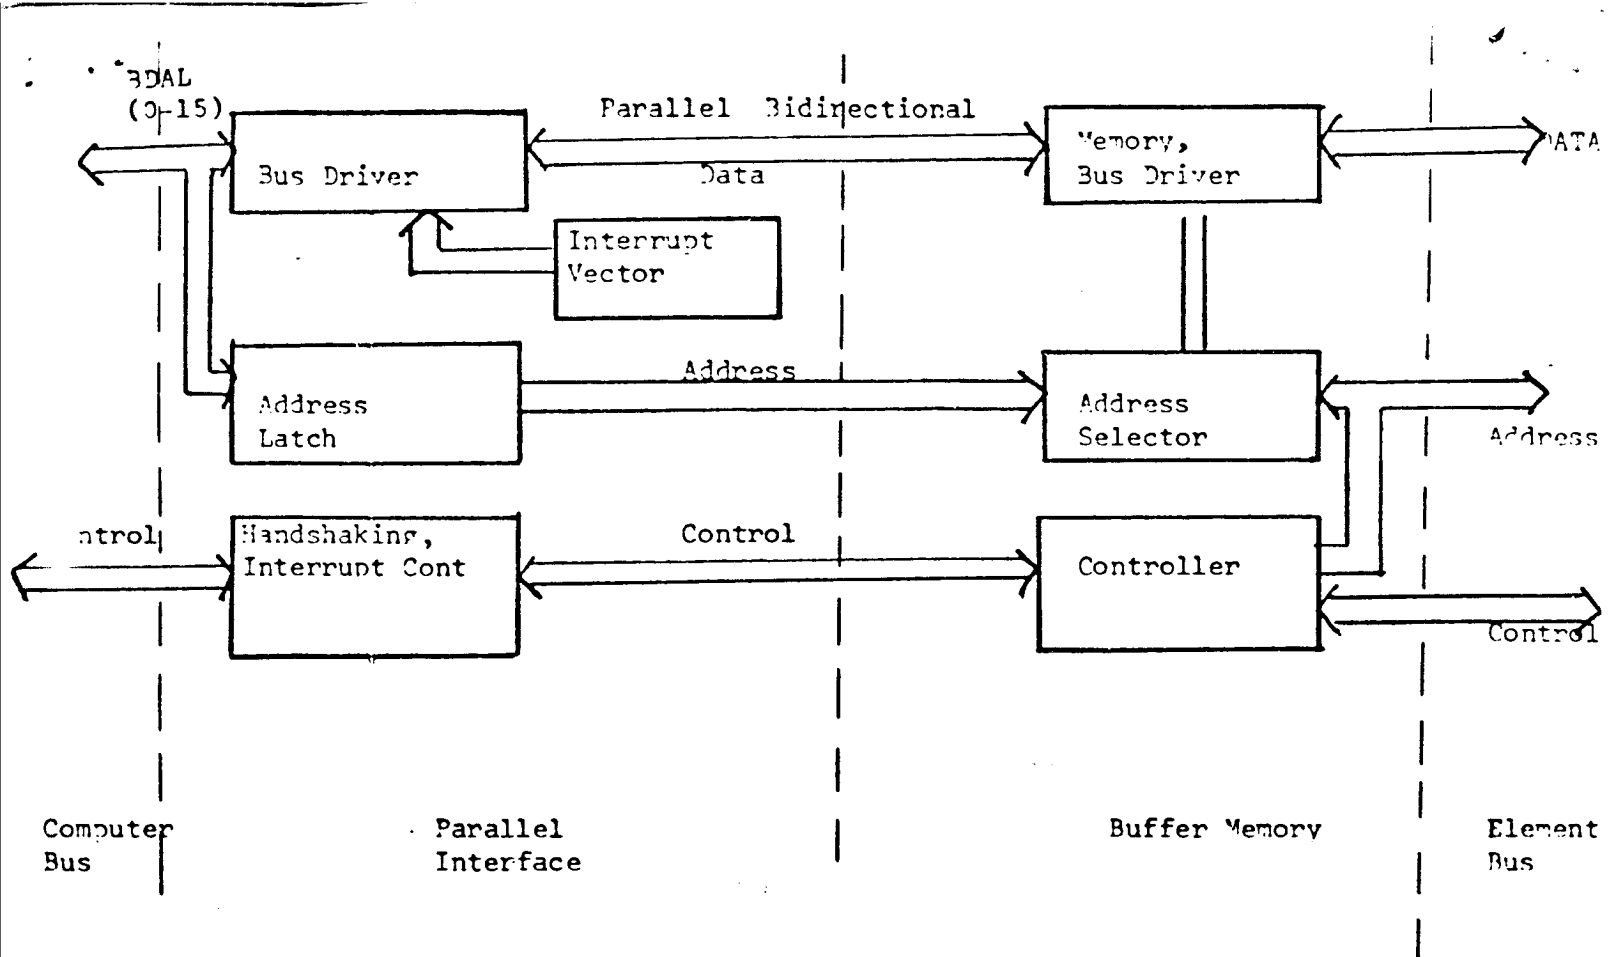 BDAL
(0-15)
Parallel Bidirectional
Data
Bus Driver
Memory,
Bus Driver
DATA
Interrupt
Vector
Address
Address
Latch
Address
Selector
Address
ntrol
Handshaking,
Interrupt Cont
Control
Controller
Control
Computer
Bus
Parallel
Interface
Buffer Memory
Element
Bus